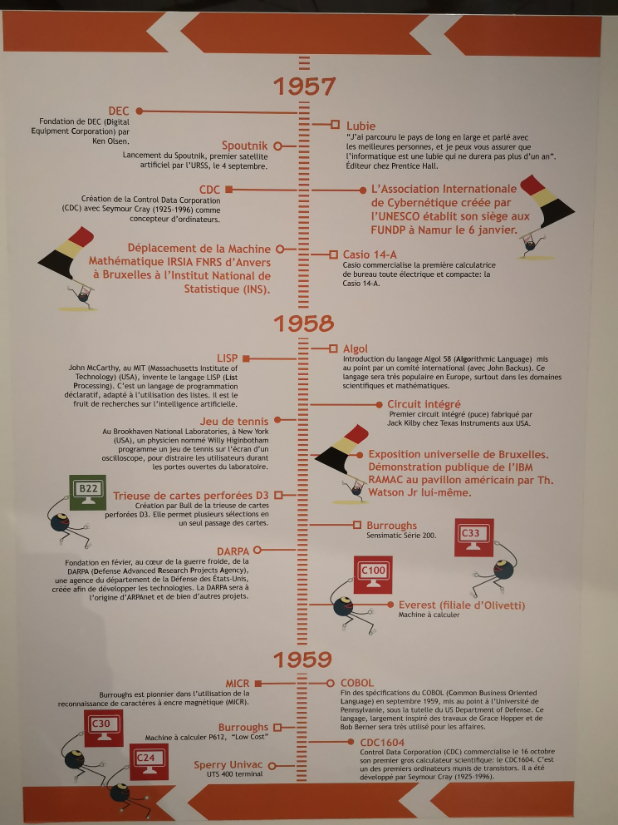 1957
DEC
Fondation de DEC (Digital
Equipment Corporation) par
Ken Olsen.
Lubie
"J'ai parcouru le pays de long en large et parlé avec
les meilleures personnes, et je peux vous assurer que
l'informatique est une lubie qui ne durera pas plus d'un an".
Éditeur chez Prentice Hall.
Spoutnik
Lancement du Spoutnik, premier satellite
artificiel par l'URSS, le 4 septembre.
CDC
Création de la Control Data Corporation
(CDC) avec Seymour Cray (1925-1996) comme
concepteur d'ordinateurs.
L'Association Internationale
de Cybernétique créée par
l'UNESCO établit son siège aux
FUNDP à Namur le 6 janvier.
Déplacement de la Machine
Mathématique IRSIA FNRS d'Anvers
à Bruxelles à l'Institut National de
Statistique (INS).
Casio 14-A
Casio commercialise la première calculatrice
de bureau toute électrique et compacte: la
Casio 14-A.
1958
LISP
John McCarthy, au MIT (Massachusetts Institute of
Technology) (USA), invente le langage LISP (List
Processing). C'est un langage de programmation
déclaratif, adapté à l'utilisation des listes. Il est le
fruit de recherches sur l'intelligence artificielle.
Algol
Introduction du langage Algol 58 (Algorithmic Language) mis
au point par un comité international (avec John Backus). Ce
langage sera très populaire en Europe, surtout dans les domaines
scientifiques et mathématiques.
Circuit intégré
Premier circuit intégré (puce) fabriqué par
Jack Kilby chez Texas Instruments aux USA.
Jeu de tennis
Au Brookhaven National Laboratories, à New York
(USA), un physicien nommé Willy Higinbotham
programme un jeu de tennis sur l'écran d'un
oscilloscope, pour distraire les utilisateurs durant
les portes ouvertes du laboratoire.
Exposition universelle de Bruxelles.
Démonstration publique de l'IBM
RAMAC au pavillon américain par Th.
Watson Jr lui-même.
B22
Trieuse de cartes perforées D3
Création par Bull de la trieuse de cartes
perforées D3. Elle permet plusieurs sélections en
un seul passage des cartes.
Burroughs
Sensimatic Série 200.
C33
DARPA
Fondation en février, au cœur de la guerre froide, de la
DARPA (Defense Advanced Research Projects Agency),
une agence du département de la Défense des États-Unis,
créée afin de développer les technologies. La DARPA sera à
l'origine d'ARPAnet et de bien d'autres projets.
C100
Everest (filiale d'Olivetti)
Machine à calculer
1959
MICR
Burroughs est pionnier dans l'utilisation de la
reconnaissance de caractères à encre magnétique (MICR).
COBOL
Fin des spécifications du COBOL (Common Business Oriented
Language) en septembre 1959, mis au point à l'Université de
Pennsylvanie, sous la tutelle du US Department of Defense. Ce
langage, largement inspiré des travaux de Grace Hopper et de
Bob Berner sera très utilisé pour les affaires.
C30
Burroughs
Machine à calculer P612, "Low Cost"
CDC1604
Control Data Corporation (CDC) commercialise le 16 octobre
son premier gros calculateur scientifique: le CDC1604. C'est
un des premiers ordinateurs munis de transistors. Il a été
développé par Seymour Cray (1925-1996).
C24
Sperry Univac
UTS 400 terminal